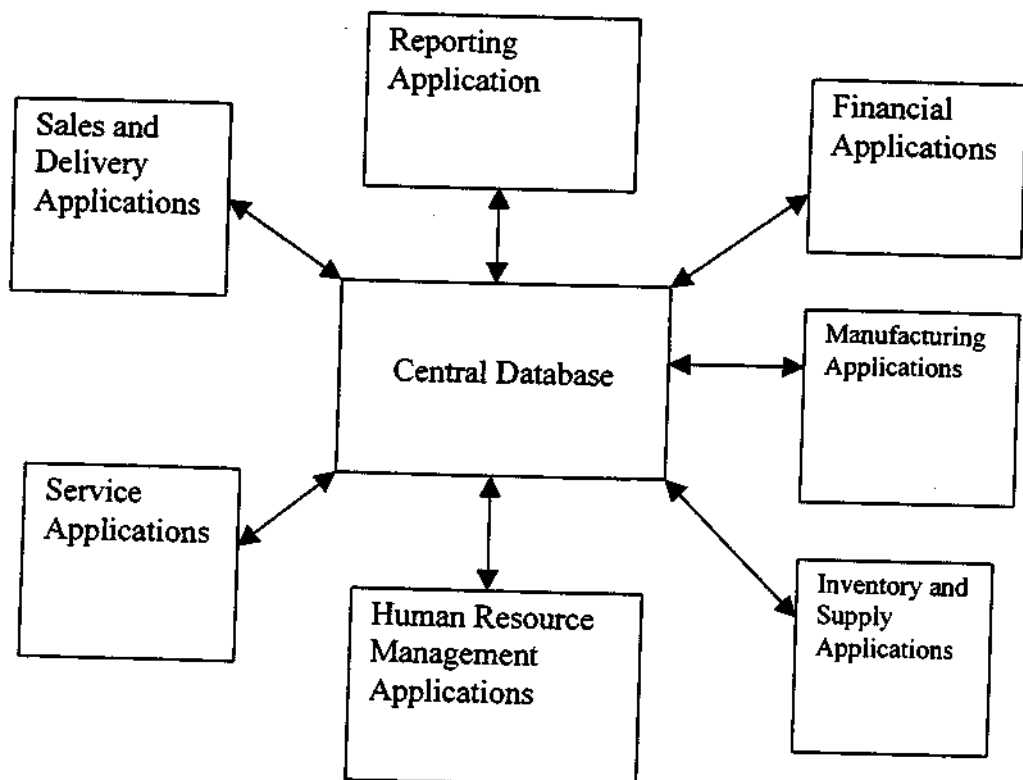 Reporting
Application
Sales and
Delivery
Applications
Financial
Applications
Central Database
Manufacturing
Applications
Service
Applications
Human Resource
Management
Applications
Inventory and
Supply
Applications